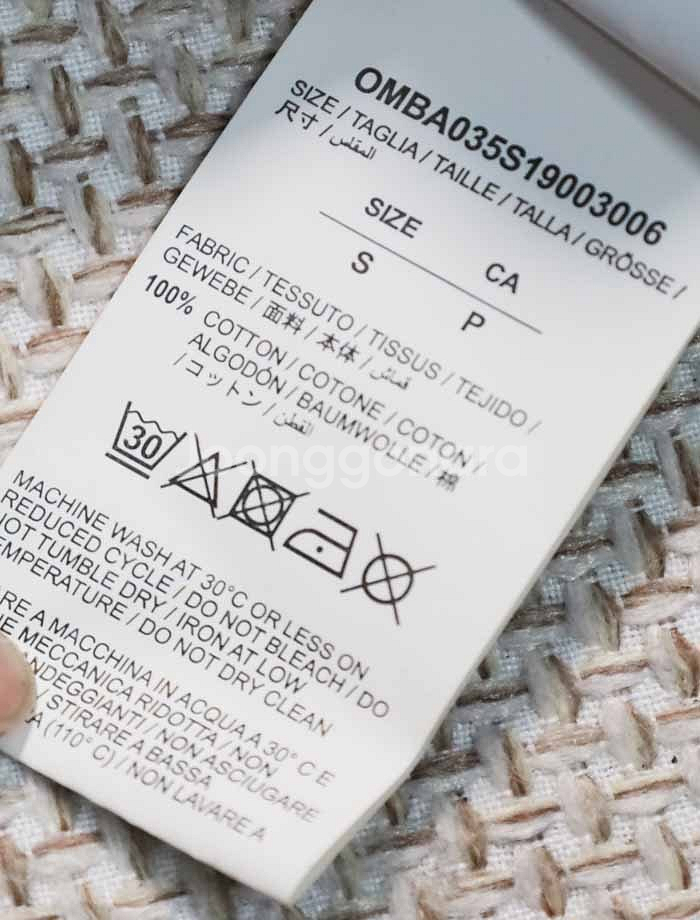 OMBA035S19003006
SIZE / TAGLIA / TAILLE / TALLA / GRÖSSE /
尺寸 / المقاس
SIZE CA
S P
FABRIC / TESSUTO / TISSUS / TEJIDO /
GEWEBE / 面料 / 本体 / قماش
100% COTTON / COTONE / COTON /
ALGODÓN / BAUMWOLLE / 棉
/ コットン / القطن
30
MACHINE WASH AT 30°C OR LESS ON
REDUCED CYCLE / DO NOT BLEACH / DO
NOT TUMBLE DRY / IRON AT LOW
TEMPERATURE / DO NOT DRY CLEAN
ARE A MACCHINA IN ACQUA A 30°C E
NE MECCANICA RIDOTTA / NON
ANDEGGIANTI / NON ASCIUGARE
/ STIRARE A BASSA
A (110°C) / NON LAVARE A